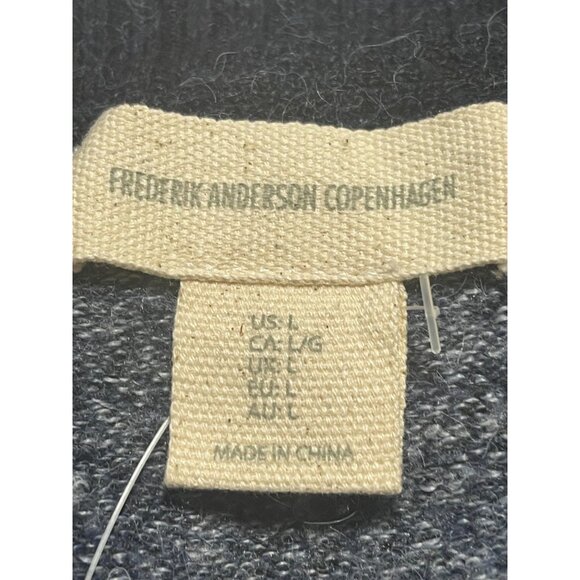 FREDERIK ANDERSON COPENHAGEN
US: L
CA: L/G
UK: L
EU: L
AU: L
MADE IN CHINA